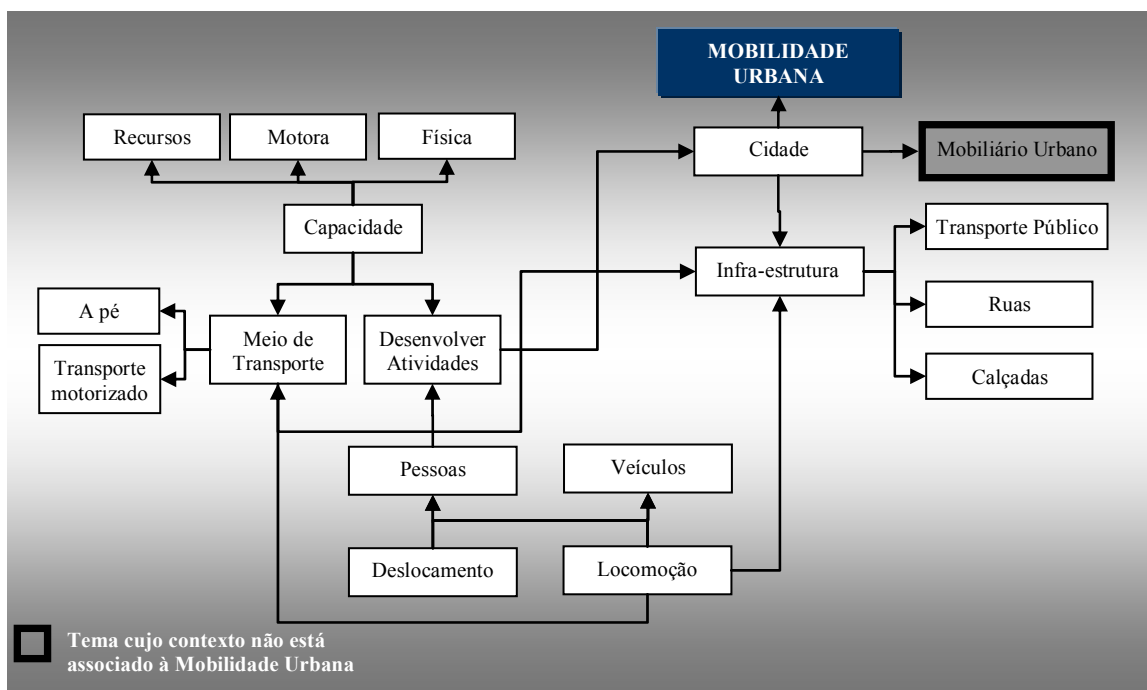 MOBILIDADE
URBANA
Recursos
Motora
Física
Cidade
Mobiliário Urbano
Capacidade
Transporte Público
Infra-estrutura
A pé
Ruas
Meio de
Transporte
Desenvolver
Atividades
Transporte
motorizado
Calçadas
Pessoas
Veículos
Deslocamento
Locomoção
Tema cujo contexto não está
associado à Mobilidade Urbana